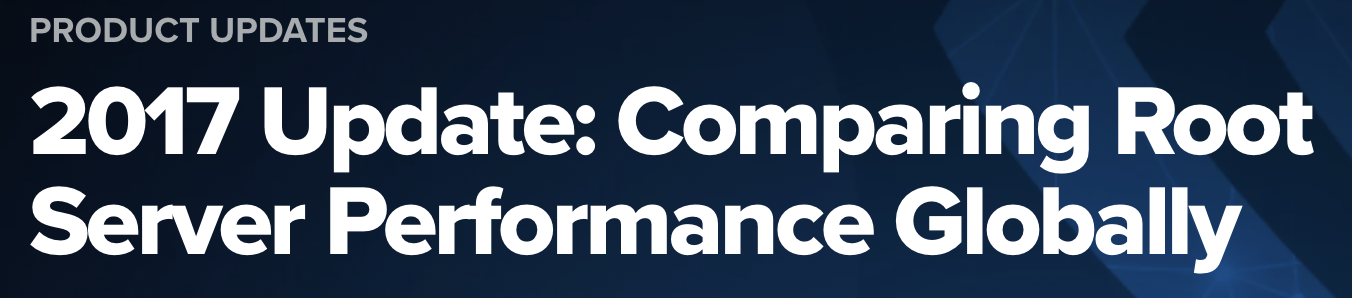 PRODUCT UPDATES
2017 Update: Comparing Root
Server Performance Globally